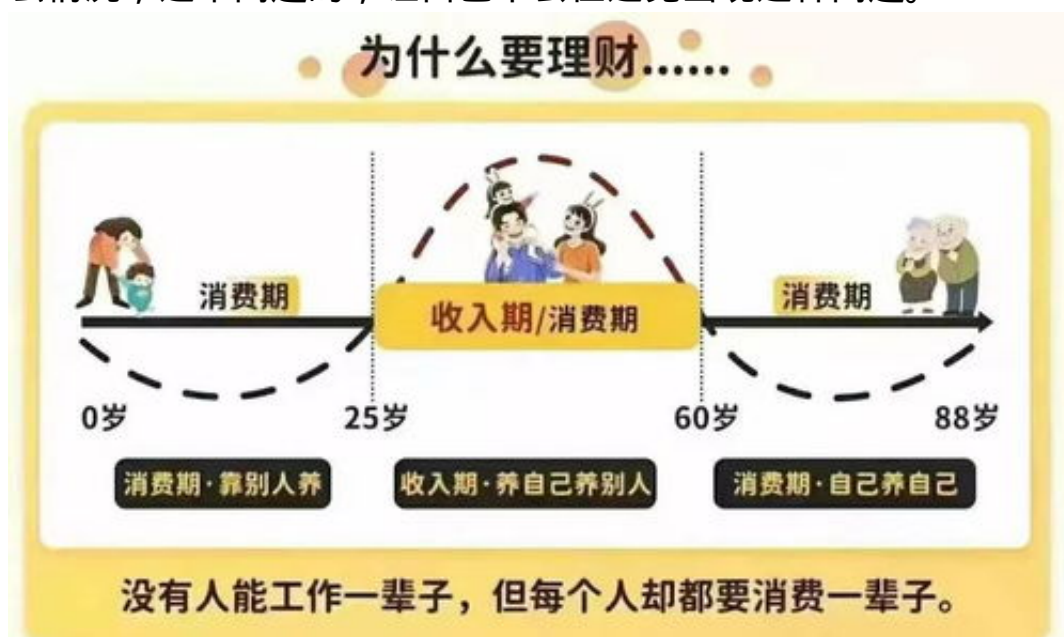 为什么要理财……
消费期
收入期/消费期
消费期
0岁
25岁
60岁
88岁
消费期·靠别人养
收入期·养自己养别人
消费期·自己养自己
没有人能工作一辈子，但每个人却都要消费一辈子。